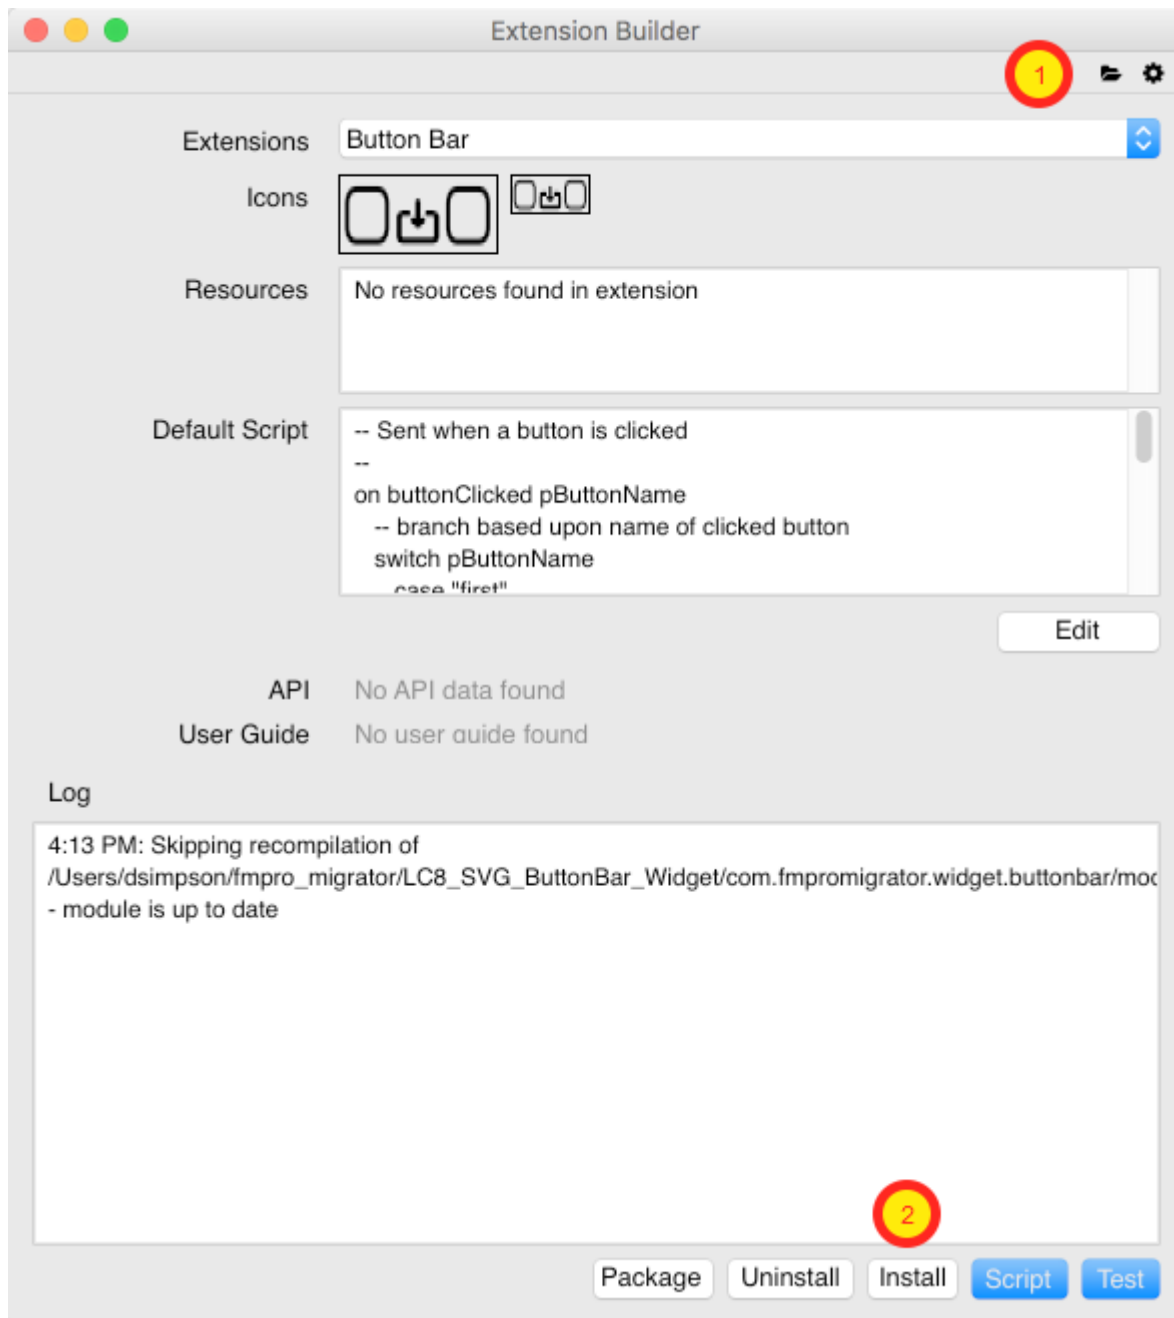 Extension Builder
1
Extensions
Button Bar
Icons
Resources
No resources found in extension
Default Script
-- Sent when a button is clicked
--
on buttonClicked pButtonName
-- branch based upon name of clicked button
switch pButtonName
case "first"
Edit
API
No API data found
User Guide
No user guide found
Log
4:13 PM: Skipping recompilation of
/Users/dsimpson/fmpro_migrator/LC8_SVG_ButtonBar_Widget/com.fmpromigrator.widget.buttonbar/moc
- module is up to date
2
Package
Uninstall
Install
Script
Test